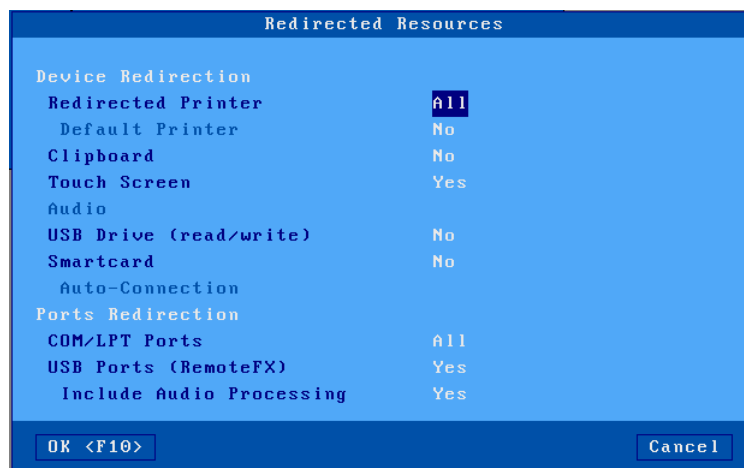 Redirected Resources
Device Redirection
Redirected Printer All
Default Printer No
Clipboard No
Touch Screen Yes
Audio
USB Drive (read/write) No
Smartcard No
Auto-Connection
Ports Redirection
COM/LPT Ports All
USB Ports (RemoteFX) Yes
Include Audio Processing Yes
OK <F10> Cancel